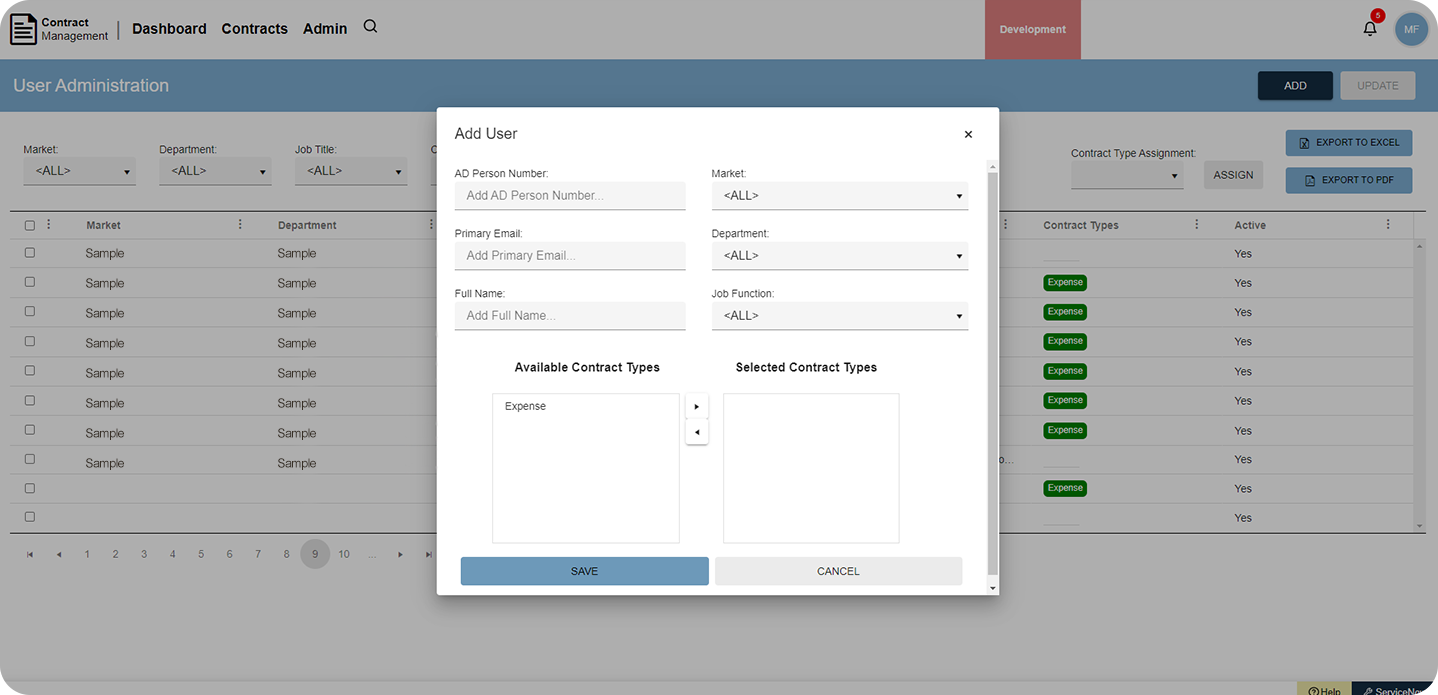 Contract
Management
Dashboard Contracts Admin
Development
5
MF
User Administration
ADD UPDATE
Market: Department: Job Title:
<ALL> <ALL> <ALL>
Contract Type Assignment:
ASSIGN
EXPORT TO EXCEL
EXPORT TO PDF
Add User
×
AD Person Number: Market:
Add AD Person Number... <ALL>
Primary Email: Department:
Add Primary Email... <ALL>
Full Name: Job Function:
Add Full Name... <ALL>
Available Contract Types Selected Contract Types
Expense
SAVE CANCEL
Market Department Contract Types Active
Sample Sample Yes
Sample Sample Expense Yes
Sample Sample Expense Yes
Sample Sample Expense Yes
Sample Sample Expense Yes
Sample Sample Expense Yes
Sample Sample Expense Yes
Sample Sample o... Yes
Expense Yes
Yes
1 2 3 4 5 6 7 8 9 10 ...
Help